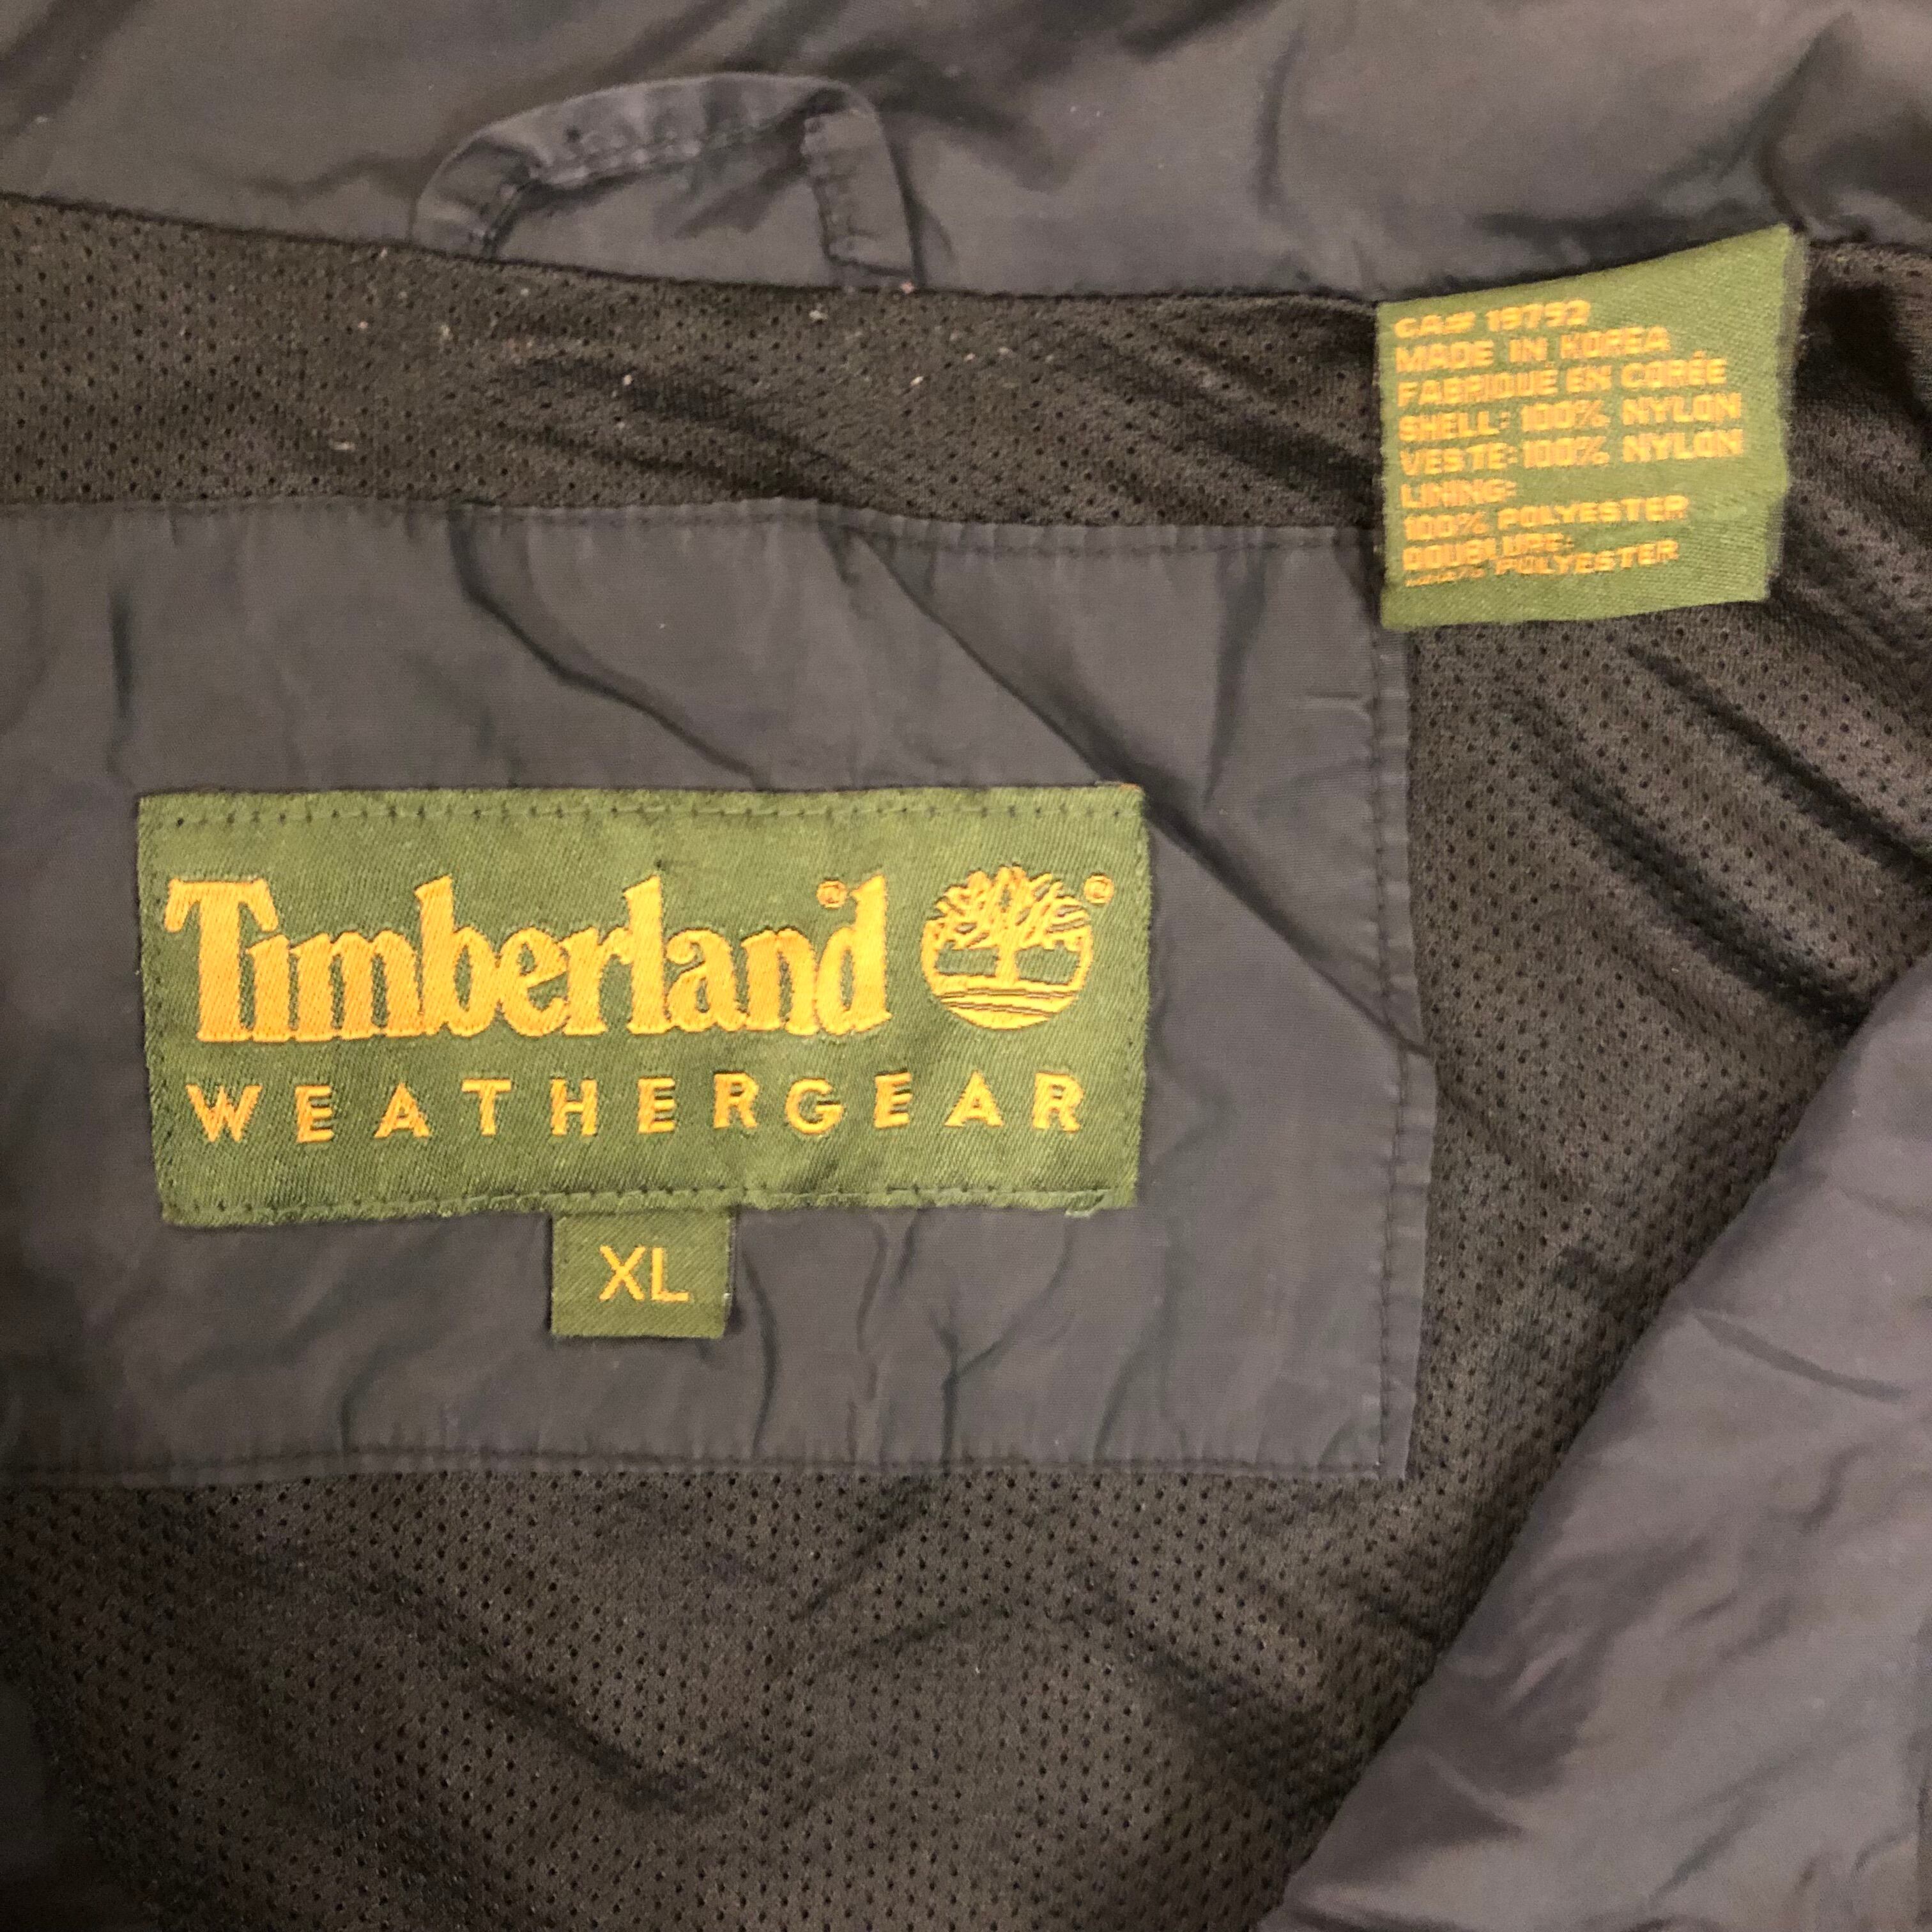 CA# 19792
MADE IN KOREA
FABRIQUE EN CORÉE
SHELL: 100% NYLON
VESTE: 100% NYLON
LINING:
100% POLYESTER
DOUBLURE:
100% POLYESTER
Timberland® ®
WEATHERGEAR
XL